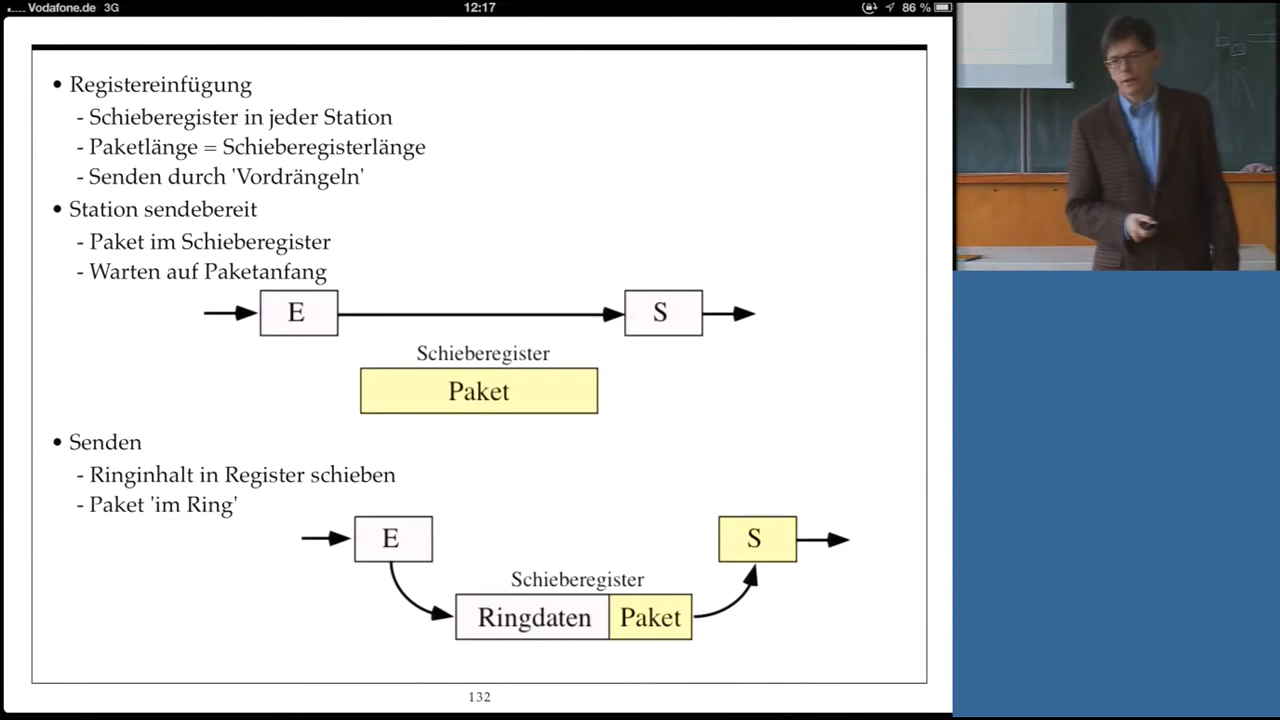 Vodafone.de 3G 12:17 86 %
• Registereinfügung
- Schieberegister in jeder Station
- Paketlänge = Schieberegisterlänge
- Senden durch 'Vordrängeln'
• Station sendebereit
- Paket im Schieberegister
- Warten auf Paketanfang
E S
Schieberegister
Paket
• Senden
- Ringinhalt in Register schieben
- Paket 'im Ring'
E S
Schieberegister
Ringdaten Paket
132